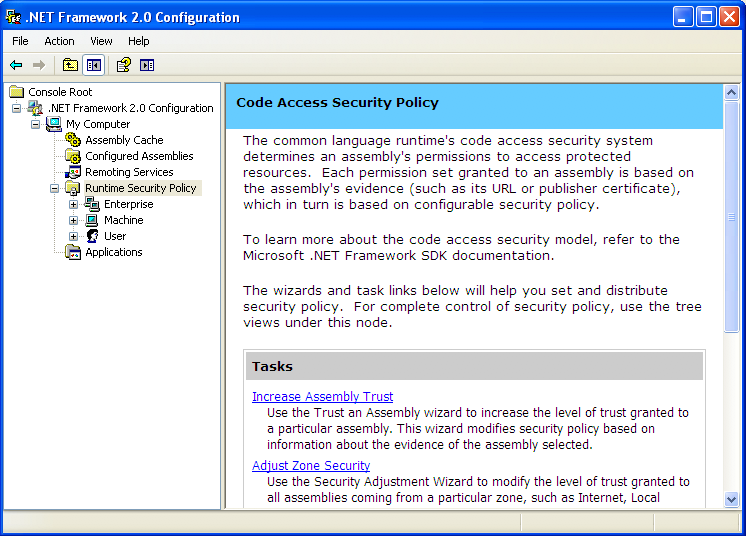 .NET Framework 2.0 Configuration
File Action View Help
Console Root
.NET Framework 2.0 Configuration
My Computer
Assembly Cache
Configured Assemblies
Remoting Services
Runtime Security Policy
Enterprise
Machine
User
Applications
Code Access Security Policy
The common language runtime's code access security system
determines an assembly's permissions to access protected
resources. Each permission set granted to an assembly is based on
the assembly's evidence (such as its URL or publisher certificate),
which in turn is based on configurable security policy.
To learn more about the code access security model, refer to the
Microsoft .NET Framework SDK documentation.
The wizards and task links below will help you set and distribute
security policy. For complete control of security policy, use the tree
views under this node.
Tasks
Increase Assembly Trust
Use the Trust an Assembly wizard to increase the level of trust granted to
a particular assembly. This wizard modifies security policy based on
information about the evidence of the assembly selected.
Adjust Zone Security
Use the Security Adjustment Wizard to modify the level of trust granted to
all assemblies coming from a particular zone, such as Internet, Local